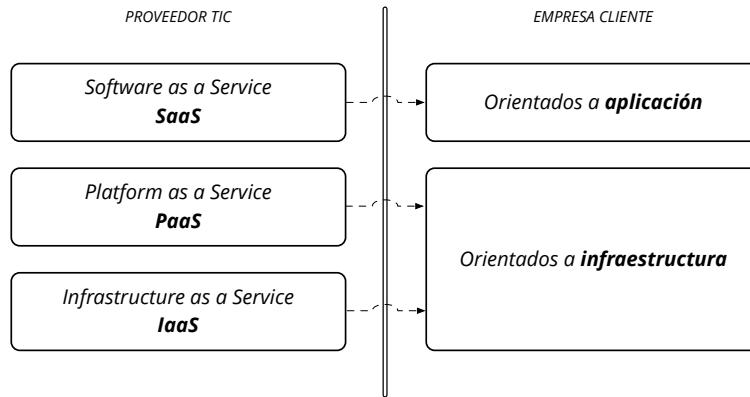 PROVEEDOR TIC
EMPRESA CLIENTE
Software as a Service
SaaS
Orientados a aplicación
Platform as a Service
PaaS
Orientados a infraestructura
Infrastructure as a Service
IaaS